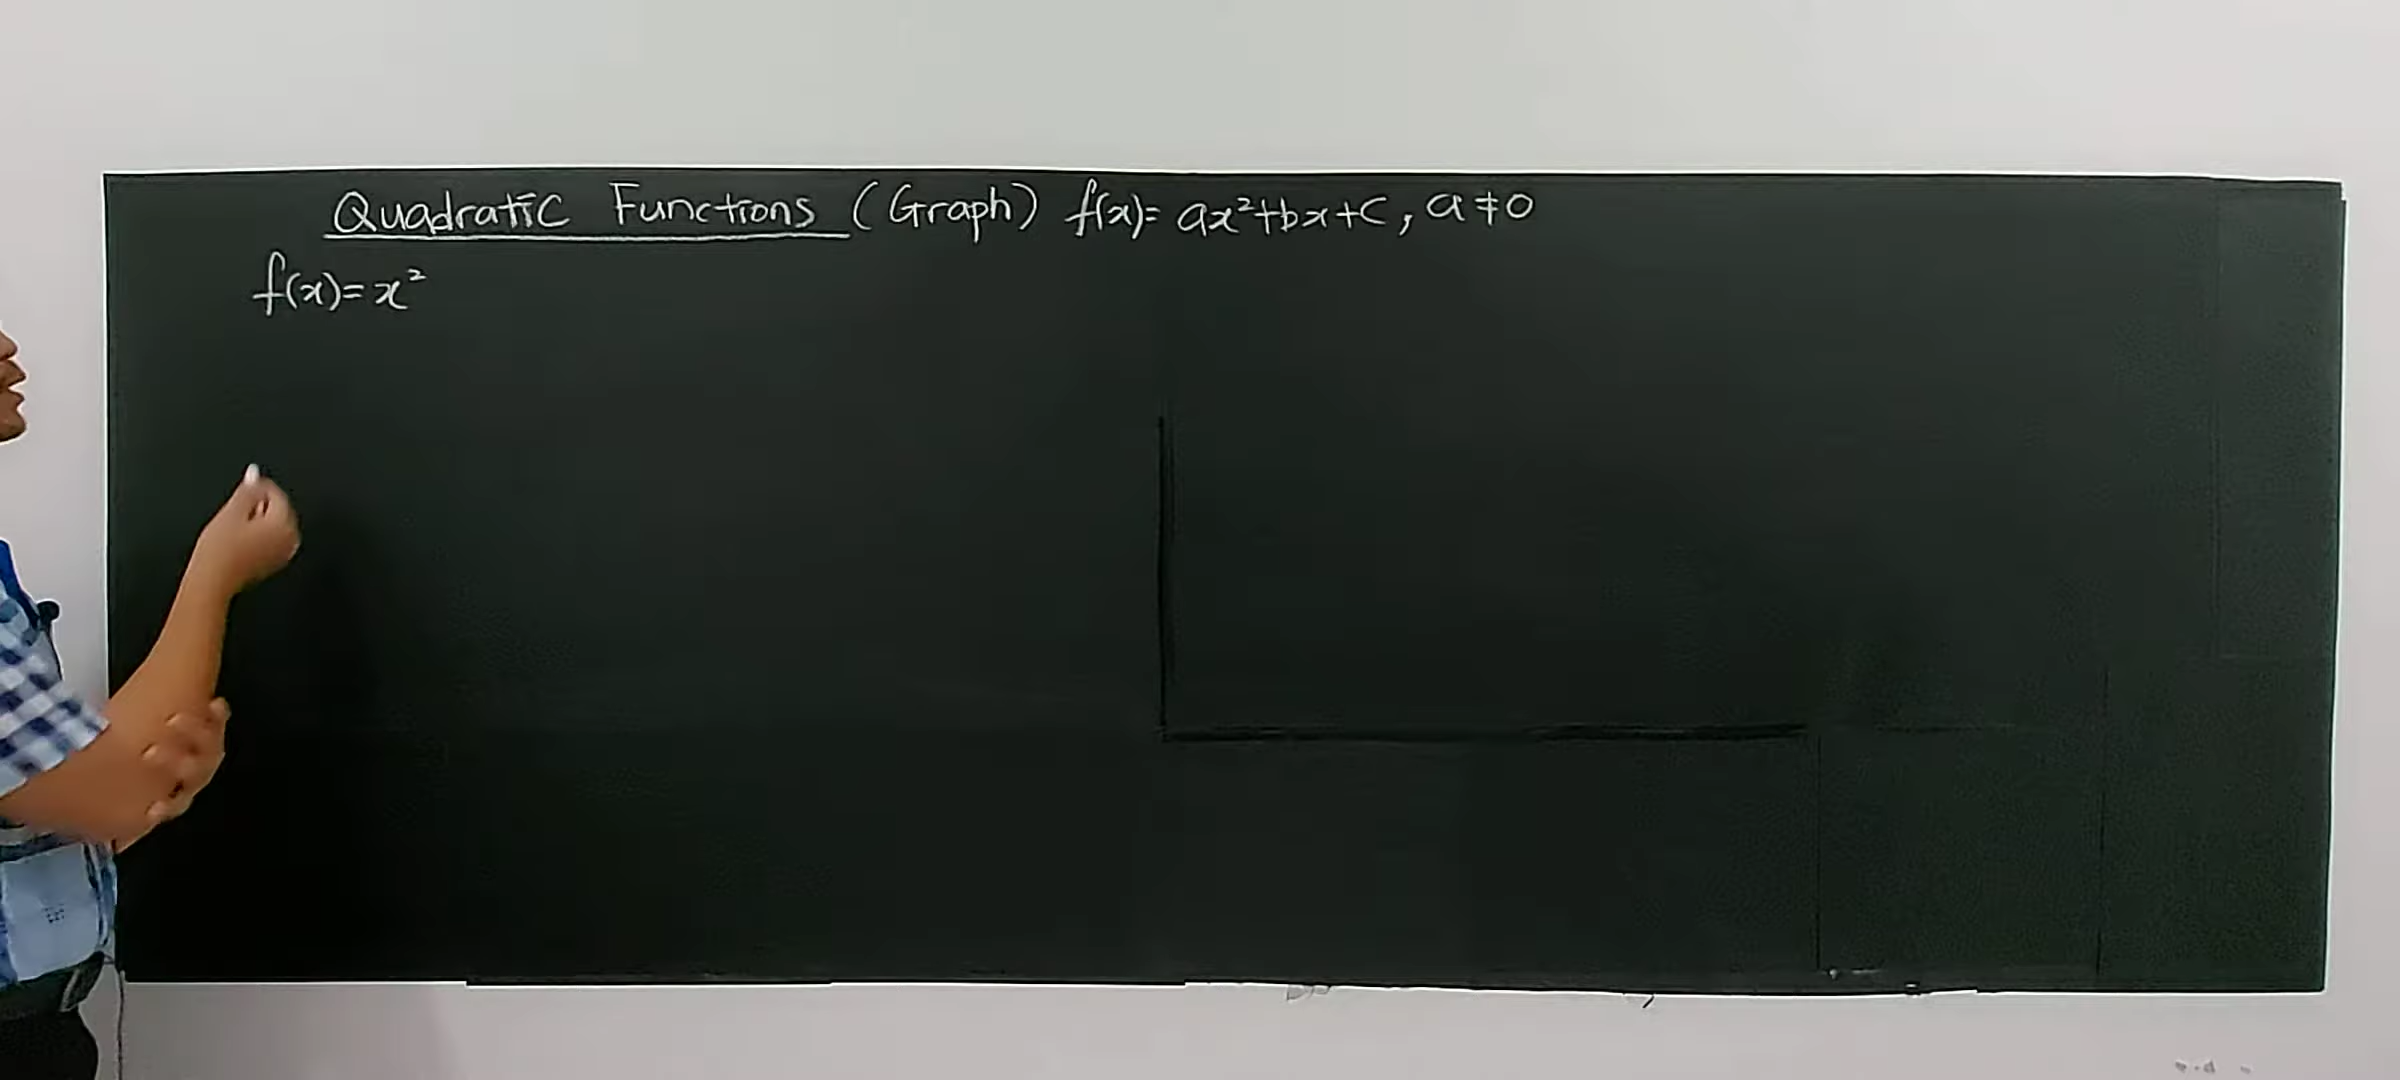 Quadratic Functions (Graph) f(x)= ax²+bx+c, a≠0
f(x)=x²